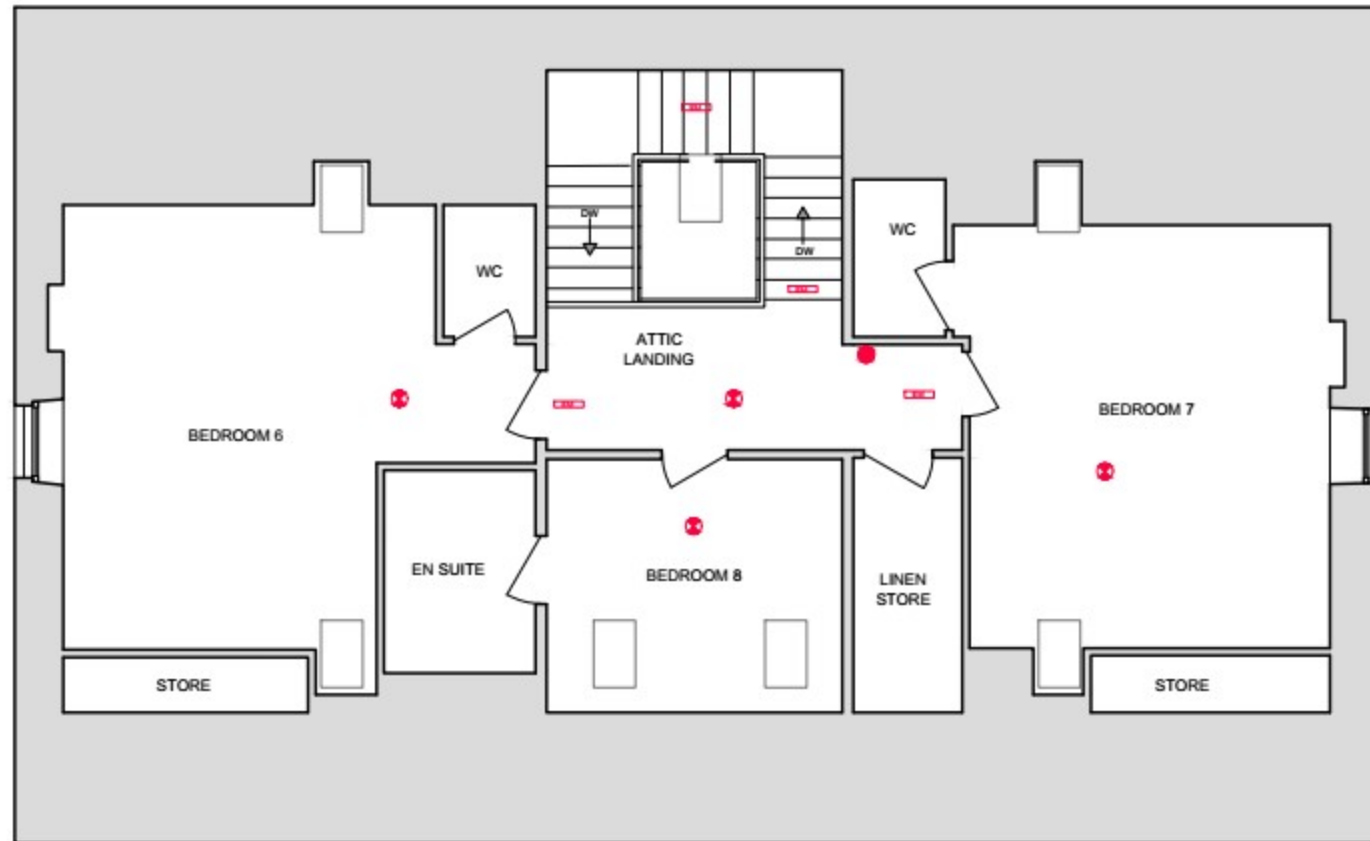 DW
WC
DW
WC
ATTIC
LANDING
BEDROOM 6
BEDROOM 7
EN SUITE
BEDROOM 8
LINEN
STORE
STORE
STORE